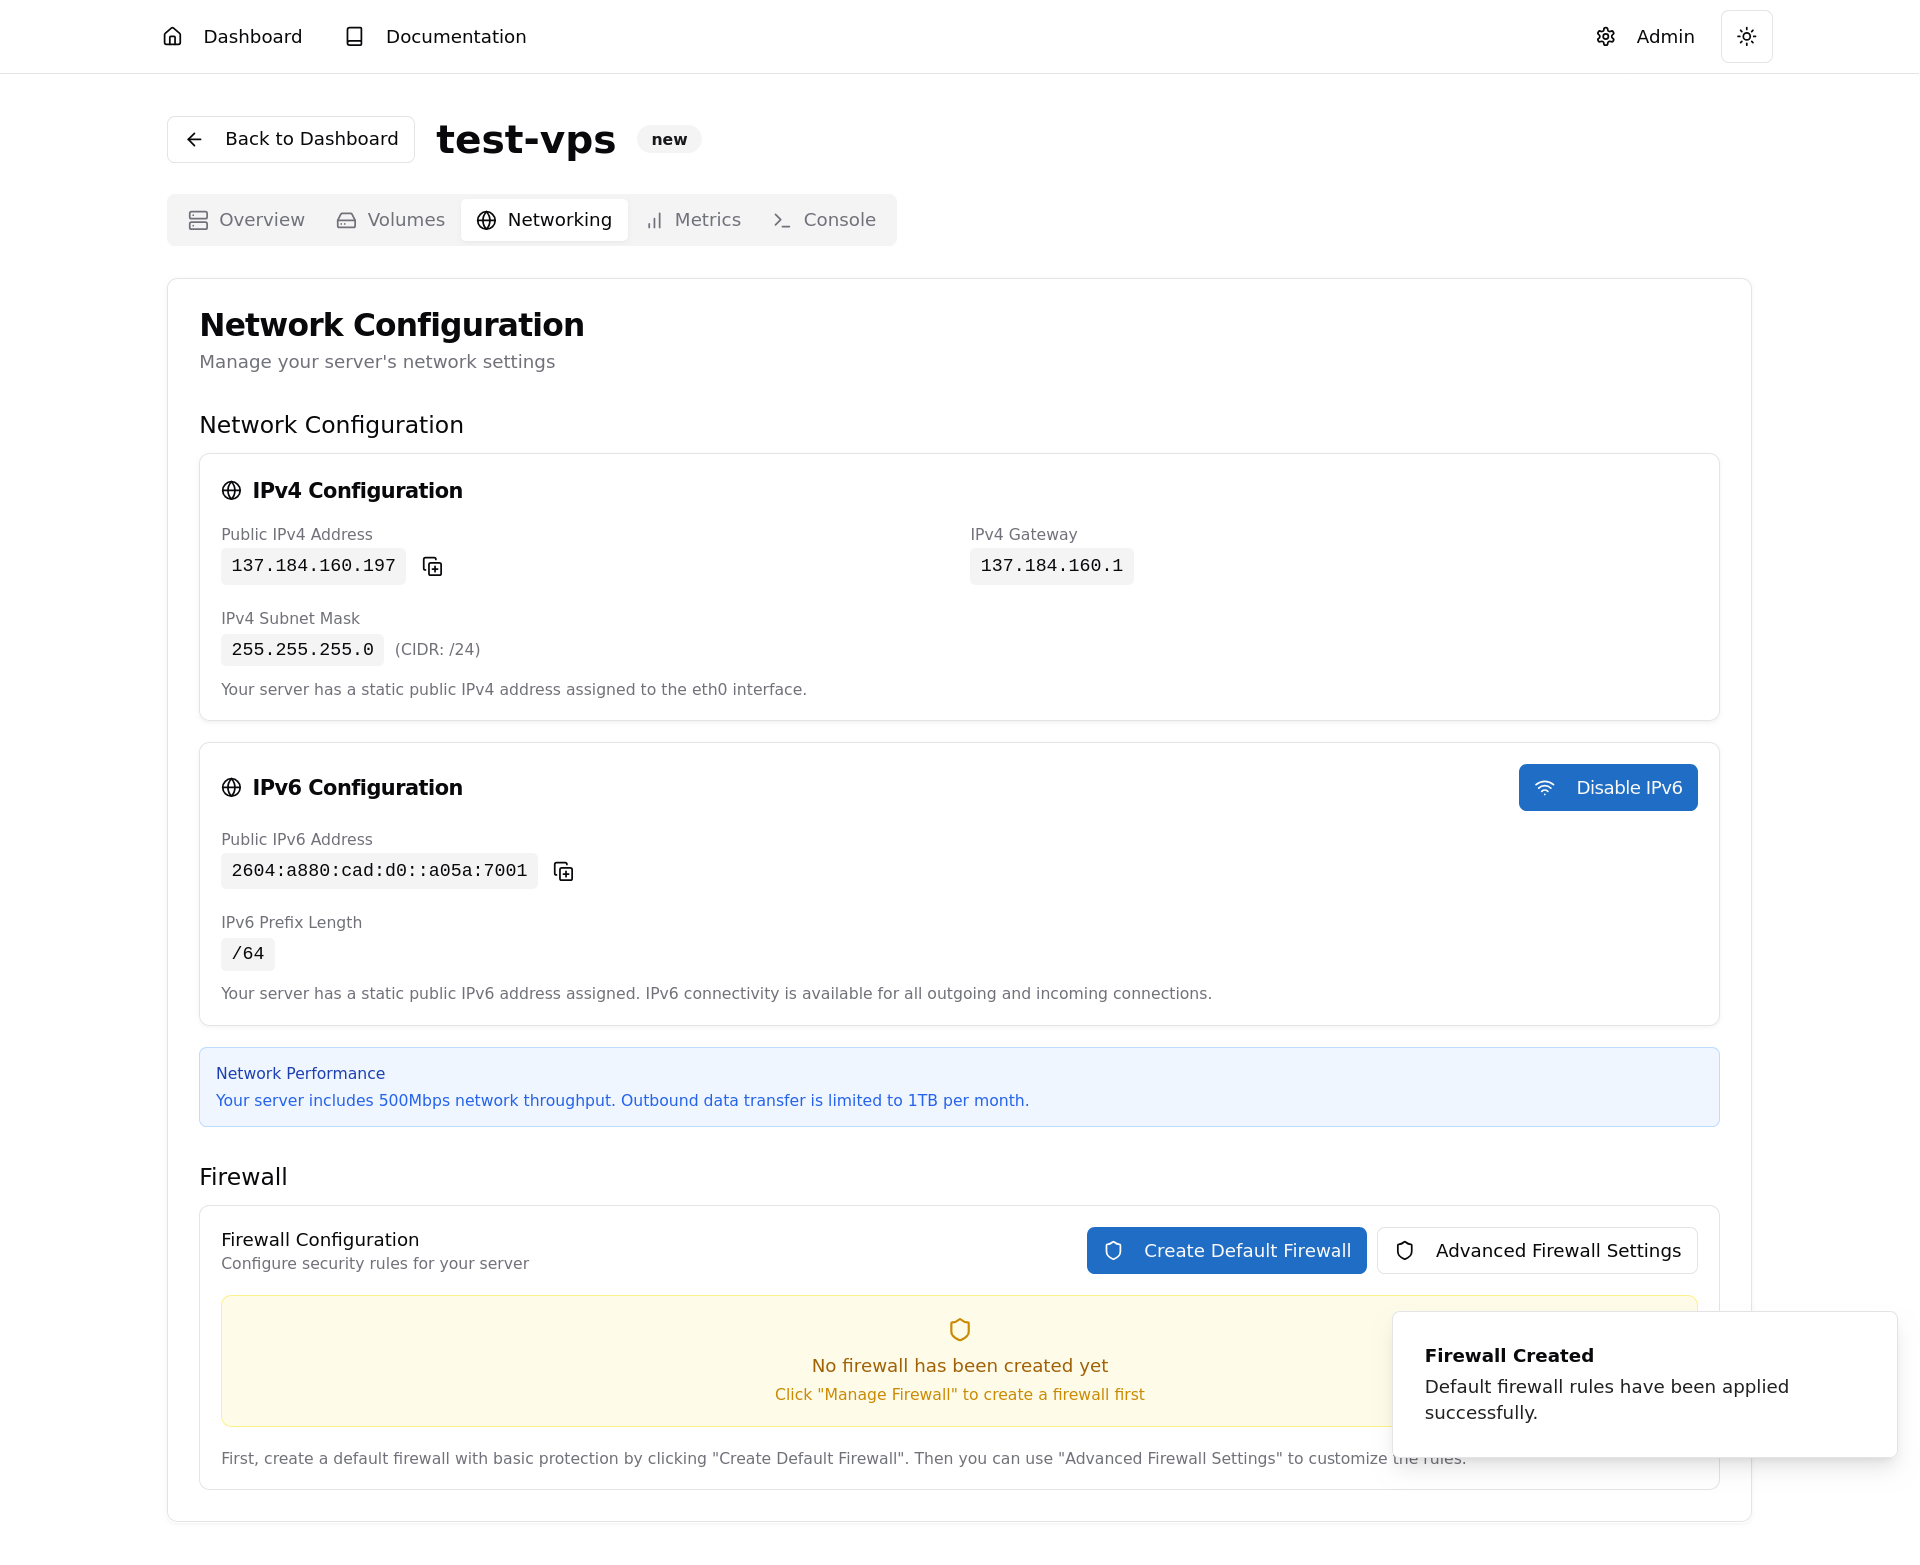 Dashboard
Documentation
Admin
Back to Dashboard
test-vps
new
Overview
Volumes
Networking
Metrics
Console
Network Configuration
Manage your server's network settings
Network Configuration
IPv4 Configuration
Public IPv4 Address
137.184.160.197
IPv4 Gateway
137.184.160.1
IPv4 Subnet Mask
255.255.255.0 (CIDR: /24)
Your server has a static public IPv4 address assigned to the eth0 interface.
IPv6 Configuration
Disable IPv6
Public IPv6 Address
2604:a880:cad:d0::a05a:7001
IPv6 Prefix Length
/64
Your server has a static public IPv6 address assigned. IPv6 connectivity is available for all outgoing and incoming connections.
Network Performance
Your server includes 500Mbps network throughput. Outbound data transfer is limited to 1TB per month.
Firewall
Firewall Configuration
Configure security rules for your server
Create Default Firewall
Advanced Firewall Settings
No firewall has been created yet
Click "Manage Firewall" to create a firewall first
First, create a default firewall with basic protection by clicking "Create Default Firewall". Then you can use "Advanced Firewall Settings" to customize the rules.
Firewall Created
Default firewall rules have been applied
successfully.